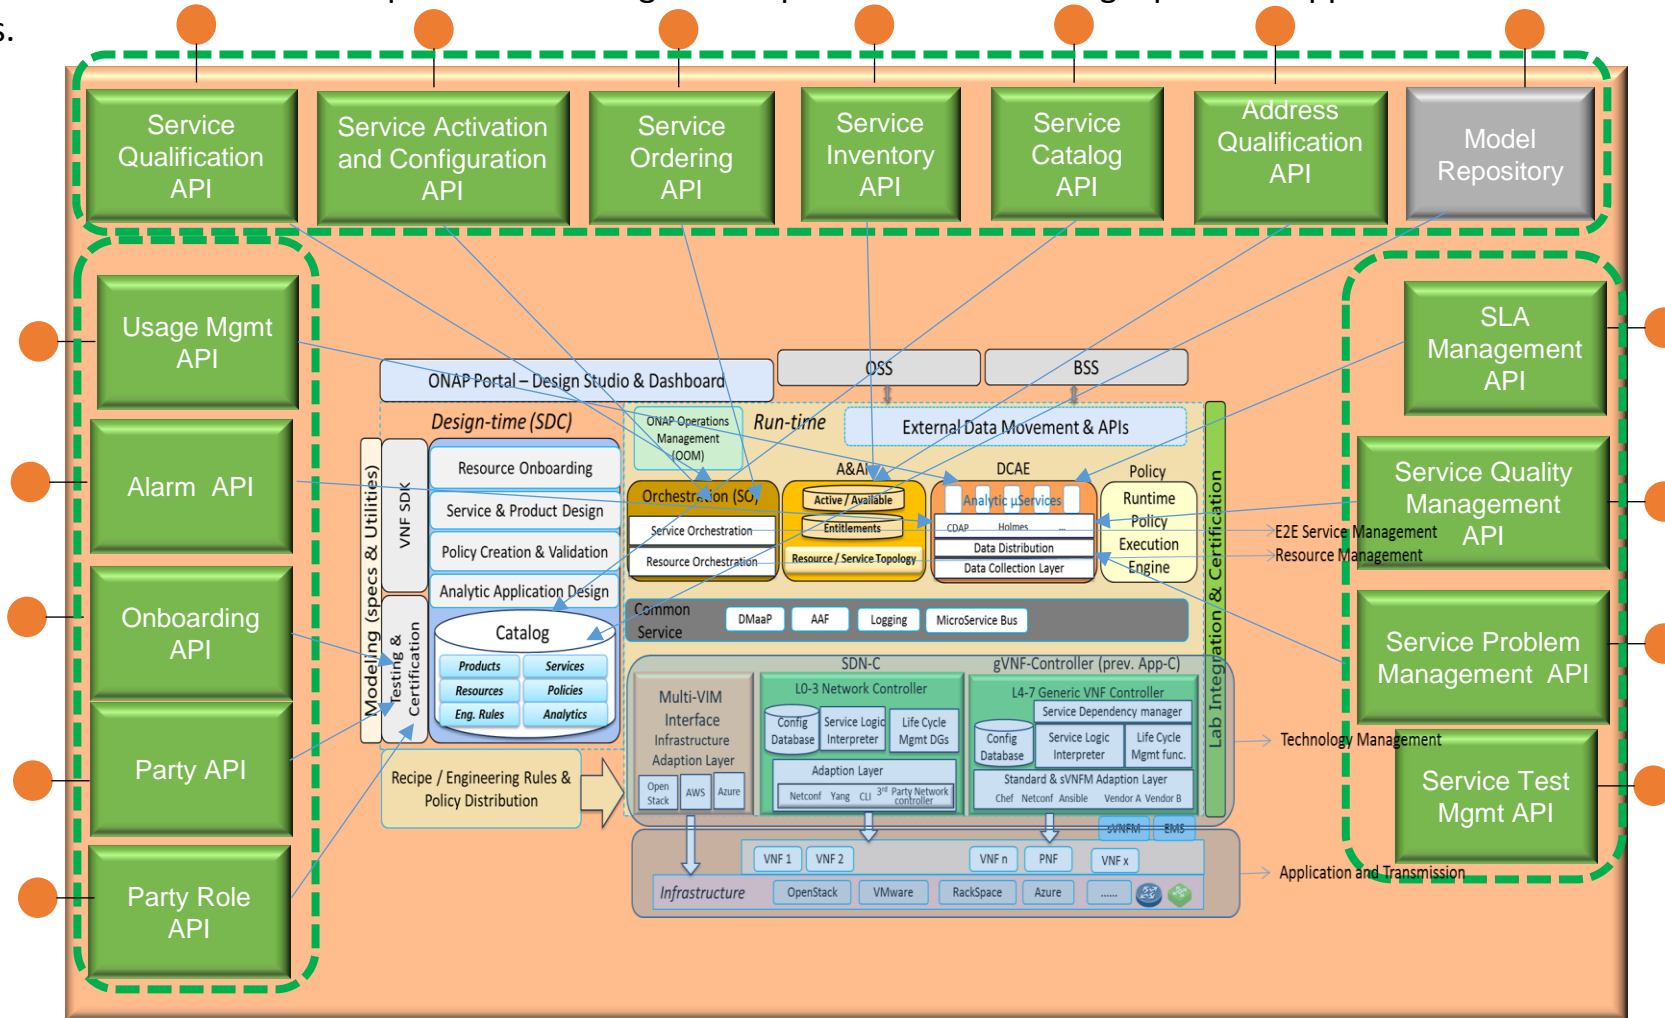 s.
Service
Qualification
API
Service Activation
and Configuration
API
Service
Ordering
API
Service
Inventory
API
Service
Catalog
API
Address
Qualification
API
Model
Repository
Usage Mgmt
API
Alarm API
Onboarding
API
Party API
Party Role
API
SLA
Management
API
Service Quality
Management
API
Service Problem
Management API
Service Test
Mgmt API
ONAP Portal – Design Studio & Dashboard
OSS
BSS
Design-time (SDC)
ONAP Operations
Management
(OOM)
Run-time
External Data Movement & APIs
Modeling (specs & Utilities)
VNF SDK
Testing &
Certification
Resource Onboarding
Service & Product Design
Policy Creation & Validation
Analytic Application Design
Catalog
Products
Services
Resources
Policies
Eng. Rules
Analytics
Recipe / Engineering Rules &
Policy Distribution
Orchestration (SO)
Service Orchestration
Resource Orchestration
A&AI
Active / Available
Entitlements
Resource / Service Topology
DCAE
Analytic µServices
CDAP
Holmes
...
Data Distribution
Data Collection Layer
Policy
Runtime
Policy
Execution
Engine
Lab Integration & Certification
E2E Service Management
Resource Management
Common
Service
DMaaP
AAF
Logging
MicroService Bus
SDN-C
gVNF-Controller (prev. App-C)
Multi-VIM
Interface
Infrastructure
Adaption Layer
Open
Stack
AWS
Azure
L0-3 Network Controller
Config
Database
Service Logic
Interpreter
Life Cycle
Mgmt DGs
Adaption Layer
Netconf Yang CLI 3rd Party Network
controller
L4-7 Generic VNF Controller
Service Dependency manager
Config
Database
Service Logic
Interpreter
Life Cycle
Mgmt func.
Standard & sVNFM Adaption Layer
Chef Netconf Ansible Vendor A Vendor B
Technology Management
sVNFM
EMS
VNF 1
VNF 2
VNF n
PNF
VNF x
Infrastructure
OpenStack
VMware
RackSpace
Azure
......
Application and Transmission